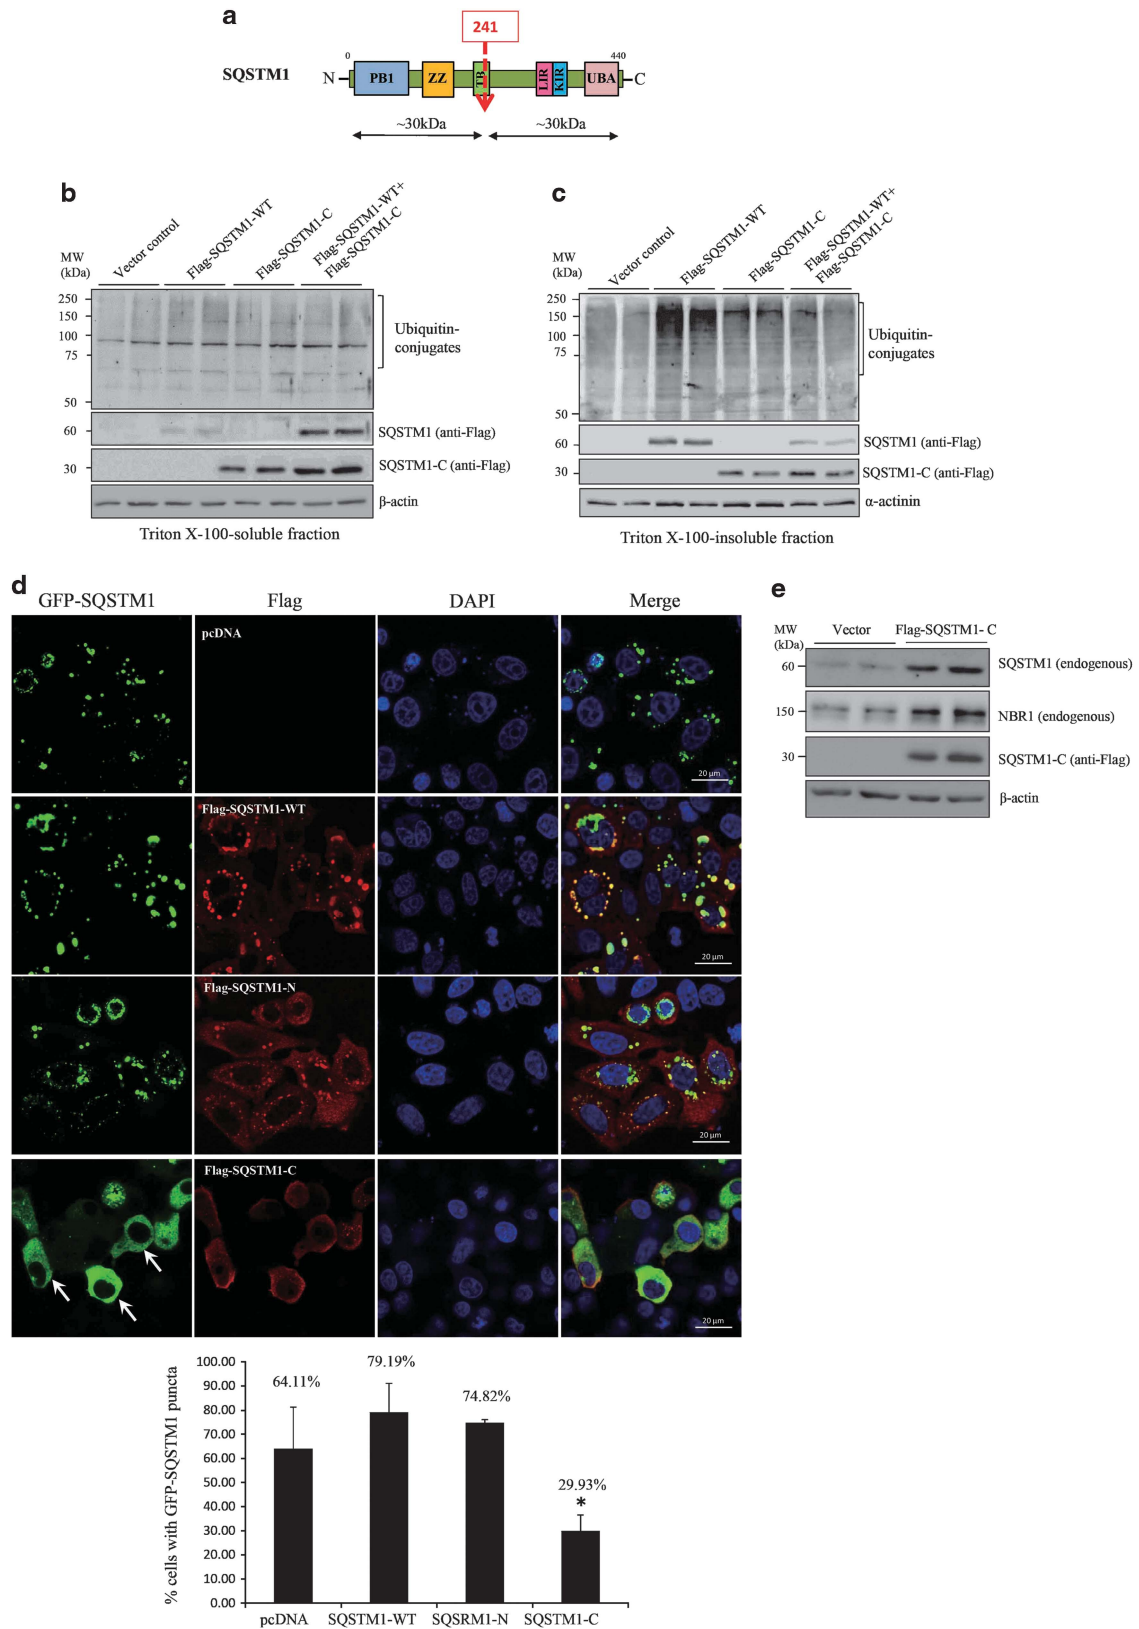 a
241
0
440
SQSTM1
N
PB1
ZZ
TB
LIR
KIR
UBA
C
~30kDa
~30kDa
b
MW
(kDa)
Vector control
Flag-SQSTM1-WT
Flag-SQSTM1-C
Flag-SQSTM1-WT+
Flag-SQSTM1-C
250
150
100
75
50
Ubiquitin-
conjugates
60
SQSTM1 (anti-Flag)
30
SQSTM1-C (anti-Flag)
β-actin
Triton X-100-soluble fraction
c
MW
(kDa)
Vector control
Flag-SQSTM1-WT
Flag-SQSTM1-C
Flag-SQSTM1-WT+
Flag-SQSTM1-C
250
150
100
75
50
Ubiquitin-
conjugates
60
SQSTM1 (anti-Flag)
30
SQSTM1-C (anti-Flag)
α-actinin
Triton X-100-insoluble fraction
d
GFP-SQSTM1
Flag
DAPI
Merge
pcDNA
20 μm
Flag-SQSTM1-WT
20 μm
Flag-SQSTM1-N
20 μm
Flag-SQSTM1-C
20 μm
% cells with GFP-SQSTM1 puncta
100.00
90.00
80.00
70.00
60.00
50.00
40.00
30.00
20.00
10.00
0.00
64.11%
79.19%
74.82%
29.93%
*
pcDNA
SQSTM1-WT
SQSRM1-N
SQSTM1-C
e
MW
(kDa)
Vector
Flag-SQSTM1- C
60
SQSTM1 (endogenous)
150
NBR1 (endogenous)
30
SQSTM1-C (anti-Flag)
β-actin